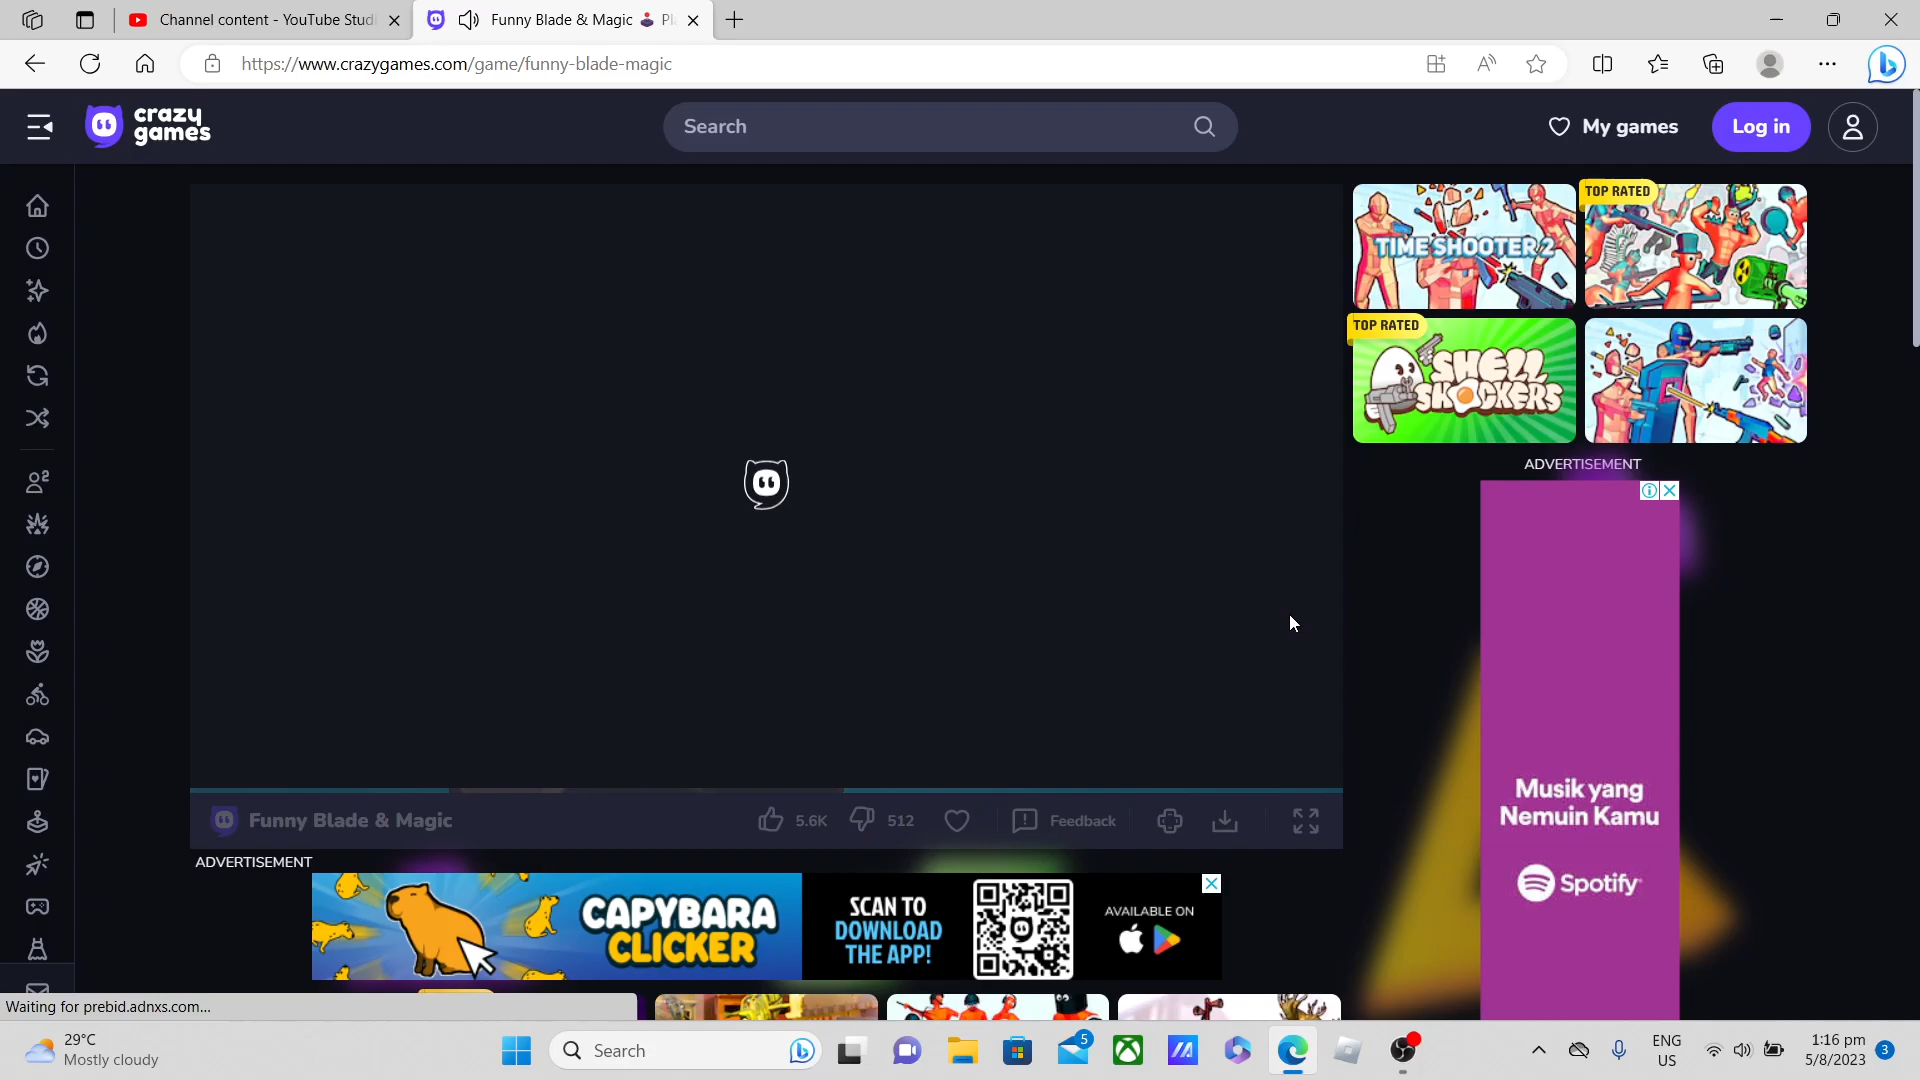 Channel content - YouTube Studi
Funny Blade & Magic
https://www.crazygames.com/game/funny-blade-magic
crazy
games
Search
My games
Log in
TIME SHOOTER 2
TOP RATED
TOP RATED
SHELL
SHOCKERS
ADVERTISEMENT
Musik yang
Nemuin Kamu
Spotify
Funny Blade & Magic
5.6K
512
Feedback
ADVERTISEMENT
CAPYBARA
CLICKER
SCAN TO
DOWNLOAD
THE APP!
AVAILABLE ON
Waiting for prebid.adnxs.com...
29°C
Mostly cloudy
Search
5
ENG
US
1:16 pm
5/8/2023
3